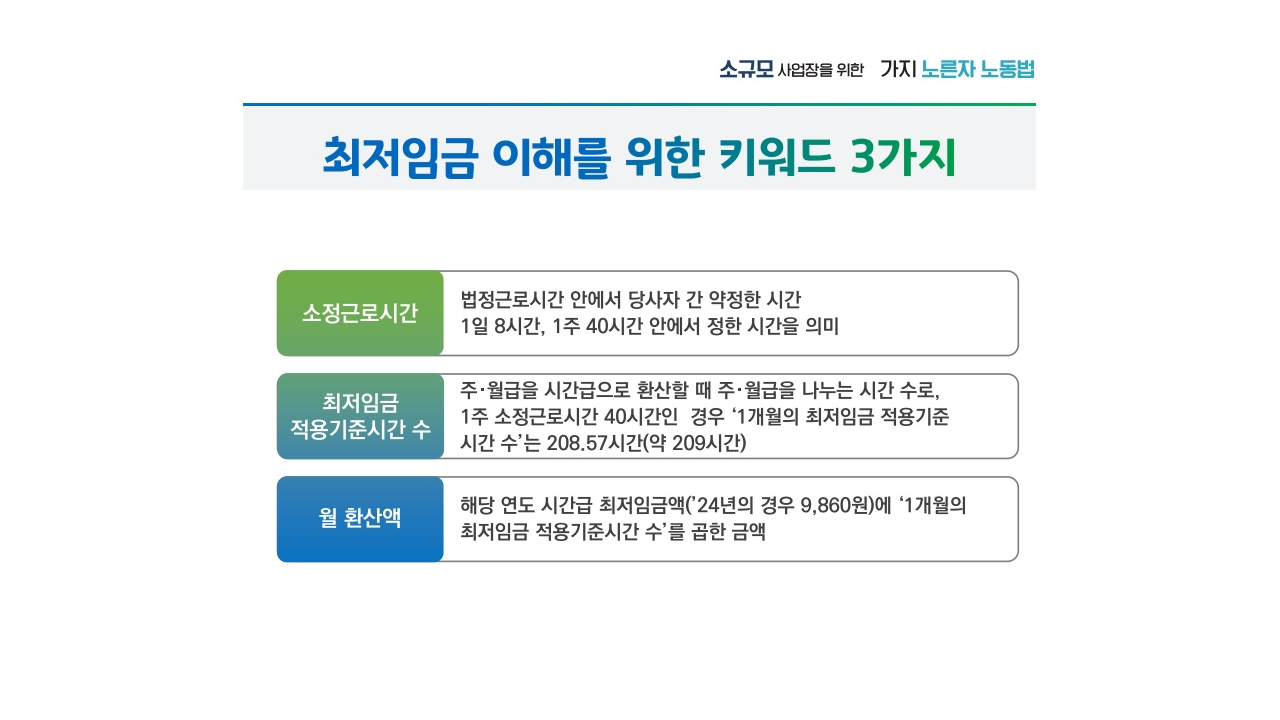 소규모 사업장을 위한 가지 노른자 노동법
최저임금 이해를 위한 키워드 3가지
소정근로시간
법정근로시간 안에서 당사자 간 약정한 시간
1일 8시간, 1주 40시간 안에서 정한 시간을 의미
최저임금
적용기준시간 수
주·월급을 시간급으로 환산할 때 주·월급을 나누는 시간 수로,
1주 소정근로시간 40시간인 경우 ‘1개월의 최저임금 적용기준
시간 수’는 208.57시간(약 209시간)
월 환산액
해당 연도 시간급 최저임금액(’24년의 경우 9,860원)에 ‘1개월의
최저임금 적용기준시간 수’를 곱한 금액